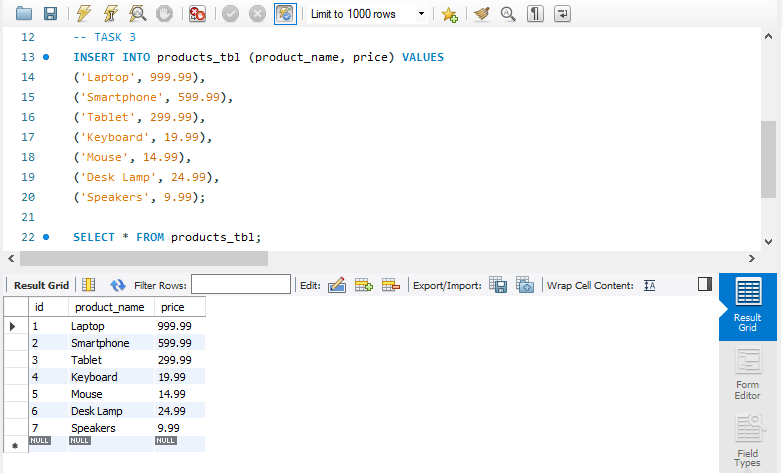 Limit to 1000 rows
12 -- TASK 3
13 INSERT INTO products_tbl (product_name, price) VALUES
14 ('Laptop', 999.99),
15 ('Smartphone', 599.99),
16 ('Tablet', 299.99),
17 ('Keyboard', 19.99),
18 ('Mouse', 14.99),
19 ('Desk Lamp', 24.99),
20 ('Speakers', 9.99);
21
22 SELECT * FROM products_tbl;
Result Grid Filter Rows: Edit: Export/Import: Wrap Cell Content: IA
id product_name price
1 Laptop 999.99
2 Smartphone 599.99
3 Tablet 299.99
4 Keyboard 19.99
5 Mouse 14.99
6 Desk Lamp 24.99
7 Speakers 9.99
NULL NULL NULL
Result
Grid
Form
Editor
Field
Types